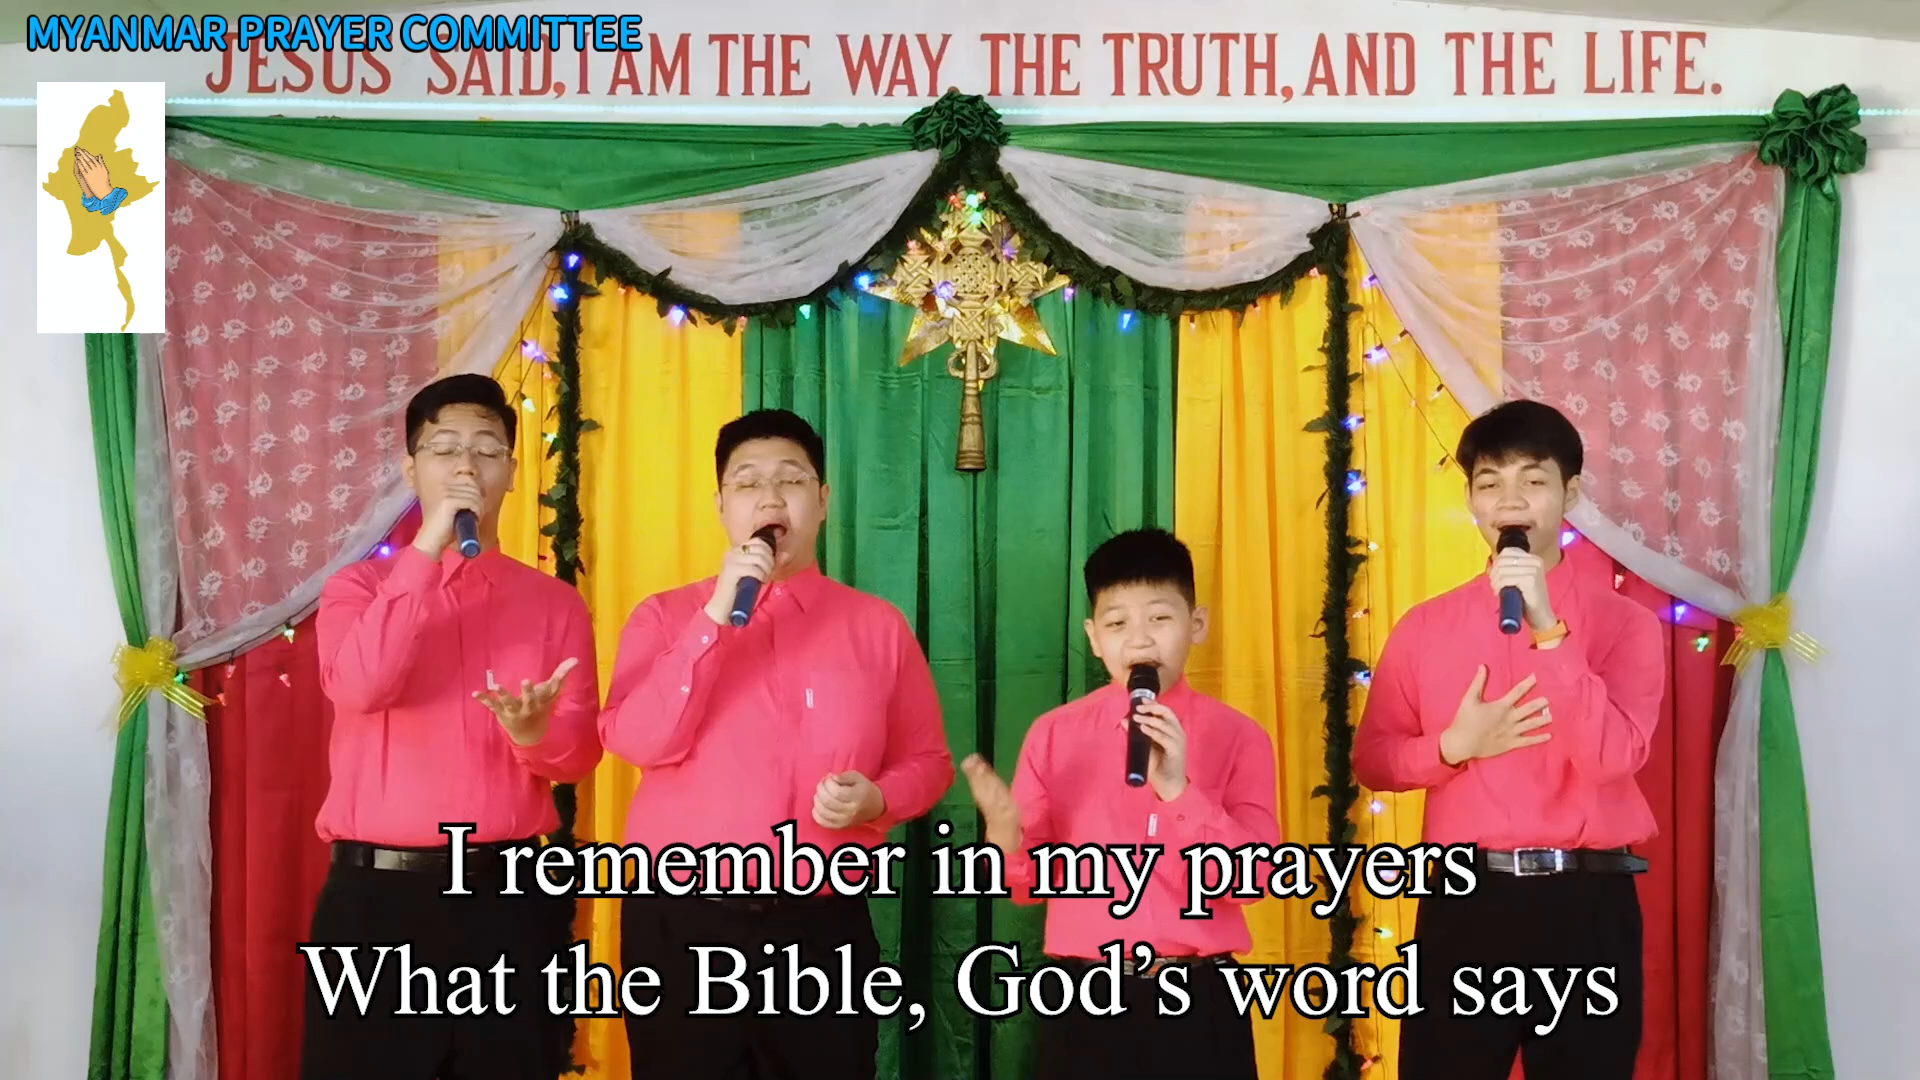 MYANMAR PRAYER COMMITTEE
JESUS SAID, I AM THE WAY, THE TRUTH, AND THE LIFE.
I remember in my prayers
What the Bible, God’s word says